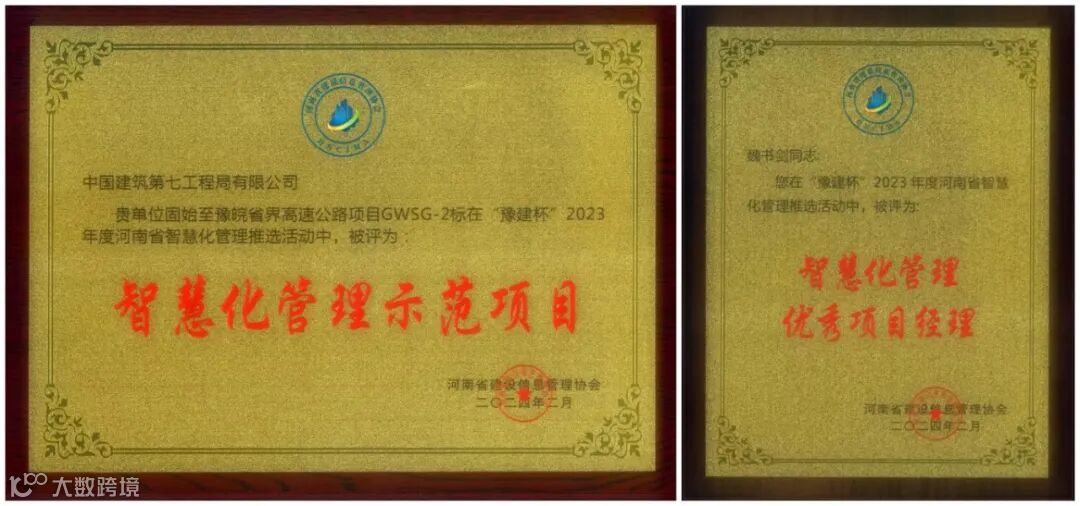 中国建筑第七工程局有限公司
贵单位固始至豫皖省界高速公路项目GWSG-2标在“豫建杯”2023
年度河南省智慧化管理推选活动中，被评为：
智慧化管理示范项目
河南省建设信息管理协会
二〇二四年二月
魏书剑同志：
您在“豫建杯”2023年度河南省智慧
化管理推选活动中，被评为：
智慧化管理
优秀项目经理
河南省建设信息管理协会
二〇二四年二月
大数跨境